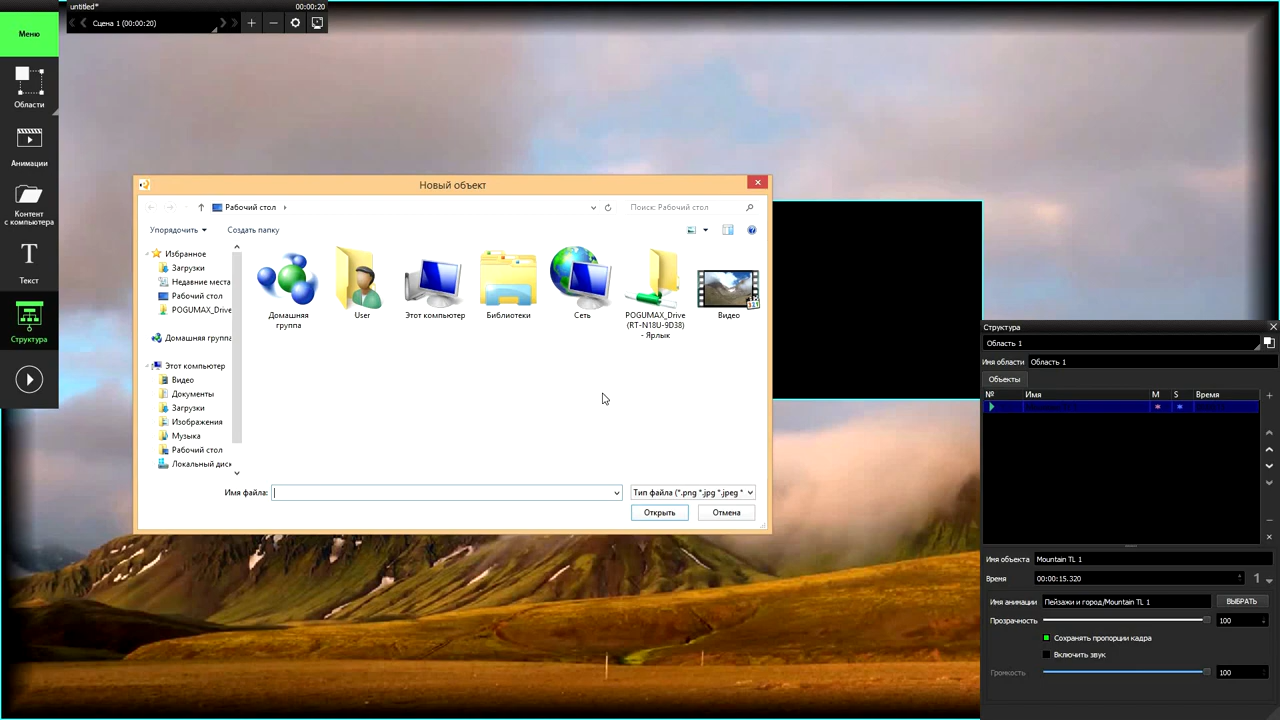 untitled*
00:00:20
Сцена 1 (00:00:20)
Меню
Области
Анимации
Контент
с компьютера
Текст
Структура
Новый объект
Рабочий стол
Поиск: Рабочий стол
Упорядочить
Создать папку
Избранное
Загрузки
Недавние места
Рабочий стол
POGUMAX_Drive
Домашняя группа
Этот компьютер
Видео
Документы
Загрузки
Изображения
Музыка
Рабочий стол
Локальный диск
Домашняя
группа
User
Этот компьютер
Библиотеки
Сеть
POGUMAX_Drive
(RT-N18U-9D38)
- Ярлык
Видео
Имя файла:
Тип файла (*.png *.jpg *.jpeg *
Открыть
Отмена
Структура
Область 1
Имя области
Область 1
Объекты
№ Имя M S Время
Имя объекта
Mountain TL 1
Время
00:00:15.320
1
Имя анимации
Пейзажи и город/Mountain TL 1
ВЫБРАТЬ
Прозрачность
100
Сохранять пропорции кадра
Включить звук
Громкость
100